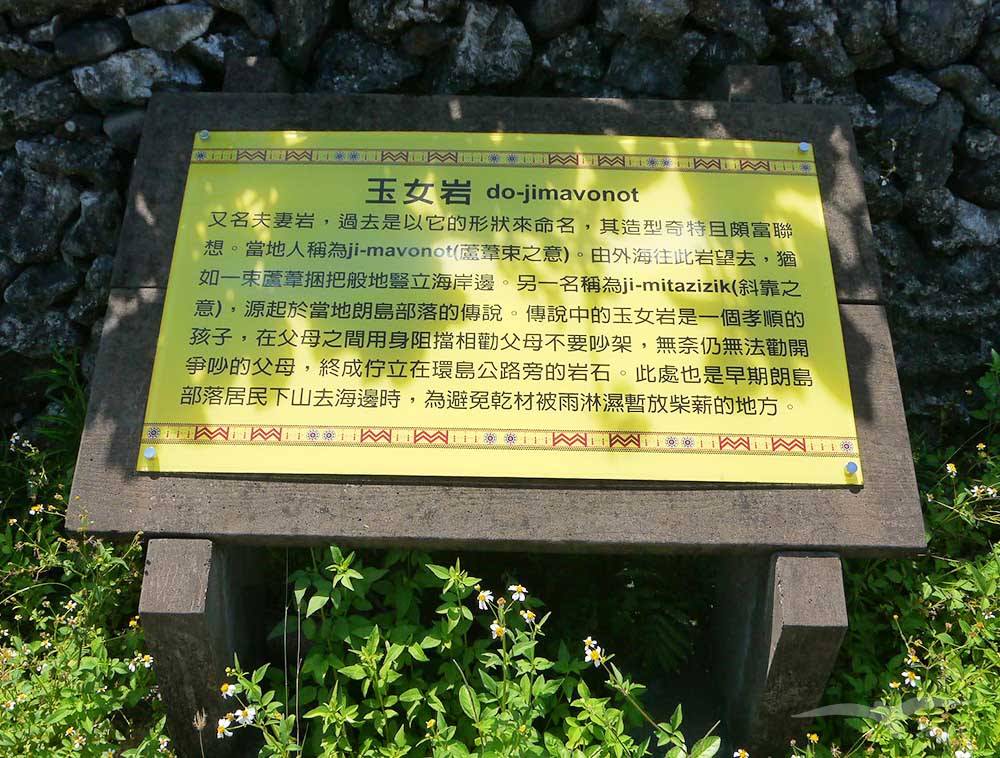 玉女岩 do-jimavonot
又名夫妻岩，過去是以它的形狀來命名，其造型奇特且頗富聯
想。當地人稱為ji-mavonot(蘆葦束之意)。由外海往此岩望去，猶
如一束蘆葦捆把般地豎立海岸邊。另一名稱為ji-mitazizik(斜靠之
意)，源起於當地朗島部落的傳說。傳說中的玉女岩是一個孝順的
孩子，在父母之間用身阻擋相勸父母不要吵架，無奈仍無法勸開
爭吵的父母，終成佇立在環島公路旁的岩石。此處也是早期朗島
部落居民下山去海邊時，為避免乾材被雨淋濕暫放柴薪的地方。